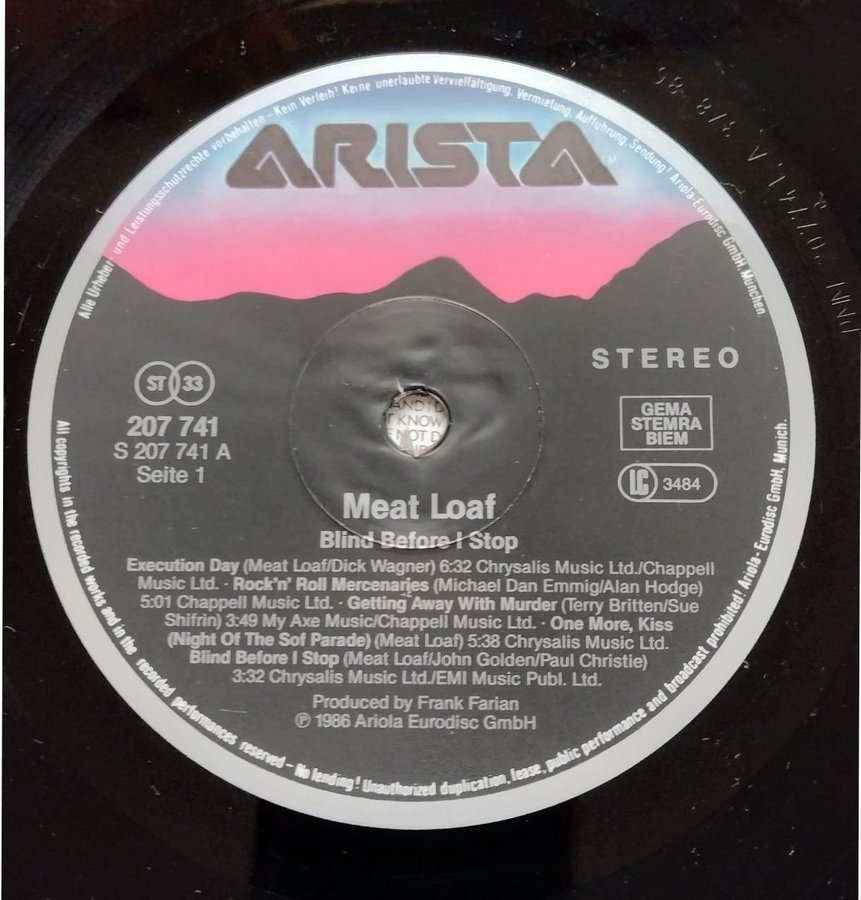 Alle Urheber- und Leistungsschutzrechte vorbehalten – Kein Verleih! Keine unerlaubte Vervielfältigung, Vermietung, Aufführung, Sendung! Ariola-Eurodisc GmbH, München.
ARISTA
TM
STEREO
ST 33
207 741
S 207 741 A
Seite 1
GEMA
STEMRA
BIEM
LC 3484
AND I D
T KNOW
NOT D
Meat Loaf
Blind Before I Stop
Execution Day (Meat Loaf/Dick Wagner) 6:32 Chrysalis Music Ltd./Chappell
Music Ltd. · Rock'n' Roll Mercenaries (Michael Dan Emmig/Alan Hodge)
5:01 Chappell Music Ltd. · Getting Away With Murder (Terry Britten/Sue
Shifrin) 3:49 My Axe Music/Chappell Music Ltd. · One More, Kiss
(Night Of The Sof Parade) (Meat Loaf) 5:38 Chrysalis Music Ltd.
Blind Before I Stop (Meat Loaf/John Golden/Paul Christie)
3:32 Chrysalis Music Ltd./EMI Music Publ. Ltd.
Produced by Frank Farian
℗ 1986 Ariola Eurodisc GmbH
All copyrights in the recorded works and in the recorded performances reserved – No lending! Unauthorized duplication, lease, public performance and broadcast prohibited! Ariola-Eurodisc GmbH, Munich.